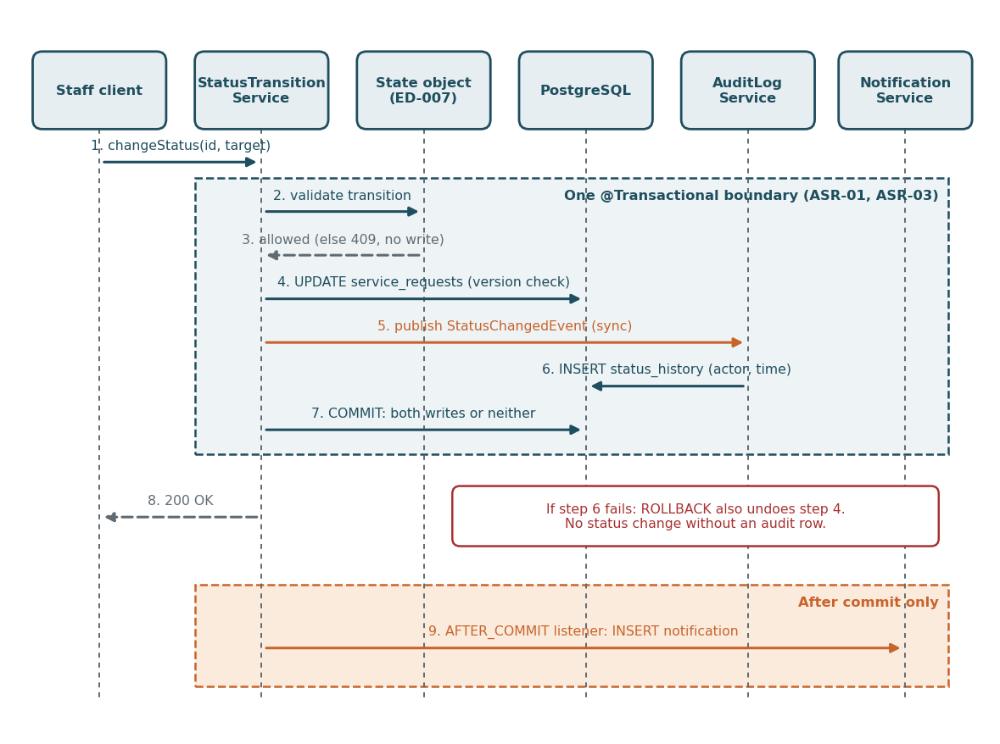 Staff client
StatusTransition
Service
State object
(ED-007)
PostgreSQL
AuditLog
Service
Notification
Service
1. changeStatus(id, target)
2. validate transition
One @Transactional boundary (ASR-01, ASR-03)
3. allowed (else 409, no write)
4. UPDATE service_requests (version check)
5. publish StatusChangedEvent (sync)
6. INSERT status_history (actor, time)
7. COMMIT: both writes or neither
8. 200 OK
If step 6 fails: ROLLBACK also undoes step 4.
No status change without an audit row.
After commit only
9. AFTER_COMMIT listener: INSERT notification